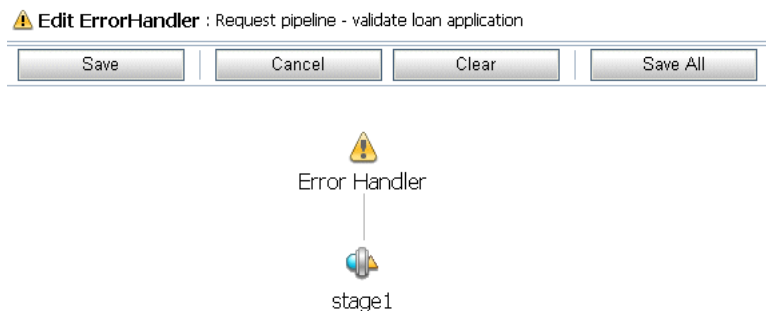 Edit ErrorHandler : Request pipeline - validate loan application
Save Cancel Clear Save All
Error Handler
stage1